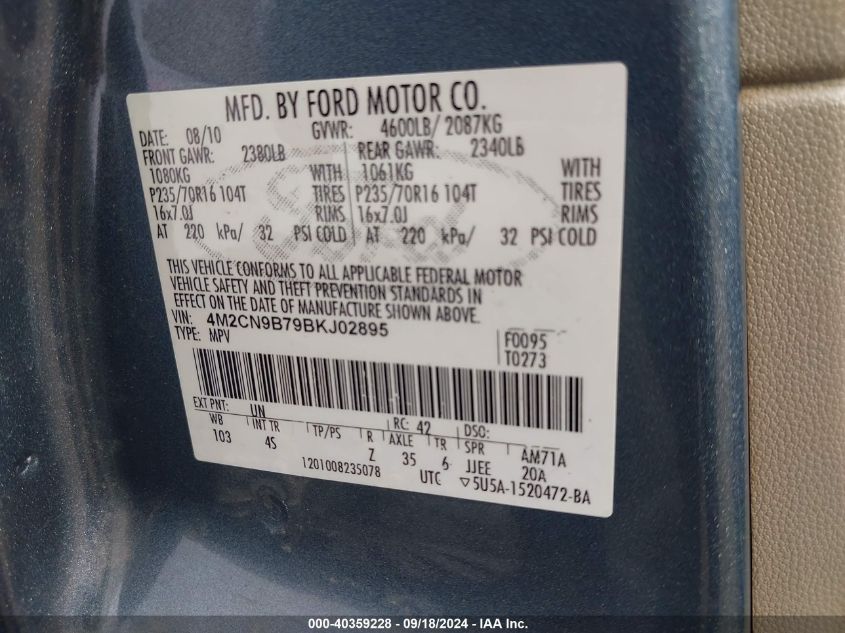 MFD. BY FORD MOTOR CO.
DATE: 08/10 GVWR: 4600LB/ 2087KG
FRONT GAWR: 2380LB REAR GAWR: 2340LB
1080KG WITH 1061KG WITH
P235/70R16 104T TIRES P235/70R16 104T TIRES
16x7.0J RIMS 16x7.0J RIMS
AT 220 kPa/ 32 PSI COLD AT 220 kPa/ 32 PSI COLD
THIS VEHICLE CONFORMS TO ALL APPLICABLE FEDERAL MOTOR
VEHICLE SAFETY AND THEFT PREVENTION STANDARDS IN
EFFECT ON THE DATE OF MANUFACTURE SHOWN ABOVE.
VIN: 4M2CN9B79BKJ02895
TYPE: MPV
F0095
T0273
EXT PNT: UN RC: 42 DSO:
WB INT TR TP/PS R AXLE TR SPR AM71A
103 4S Z 35 6 JJEE 20A
1201008235078 UTC ▽5U5A-1520472-BA
000-40359228 - 09/18/2024 - IAA Inc.